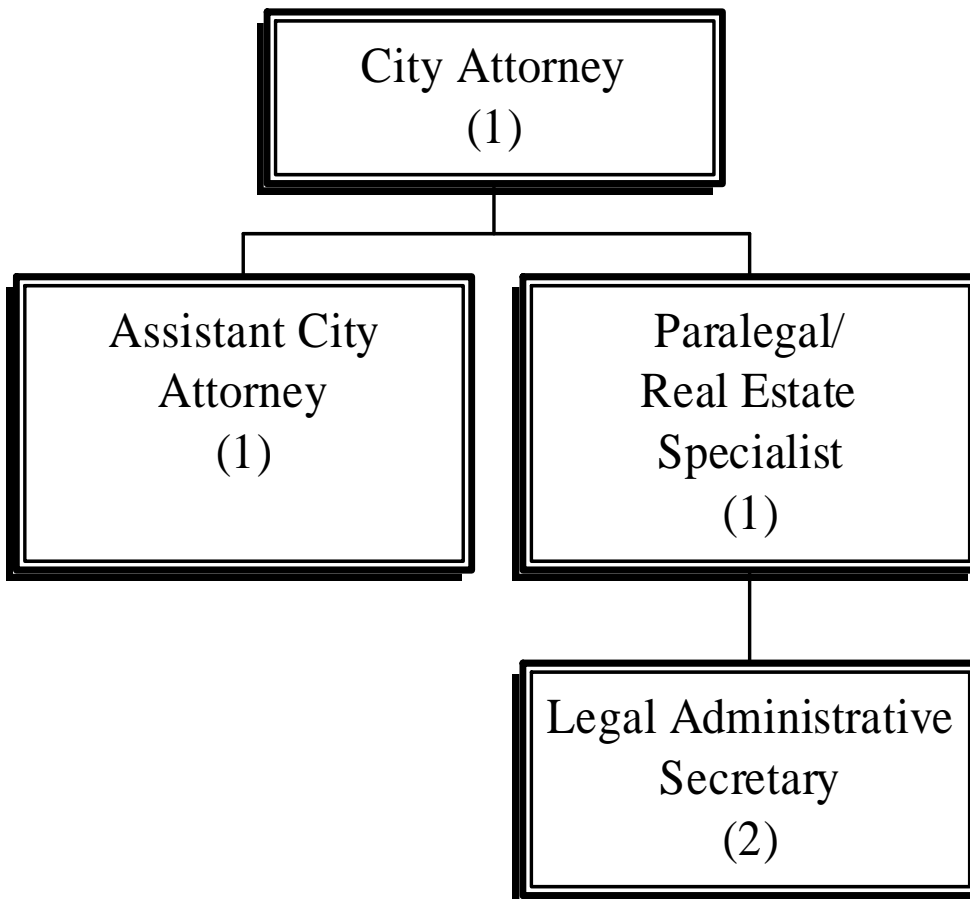 City Attorney
(1)
Assistant City
Attorney
(1)
Paralegal/
Real Estate
Specialist
(1)
Legal Administrative
Secretary
(2)